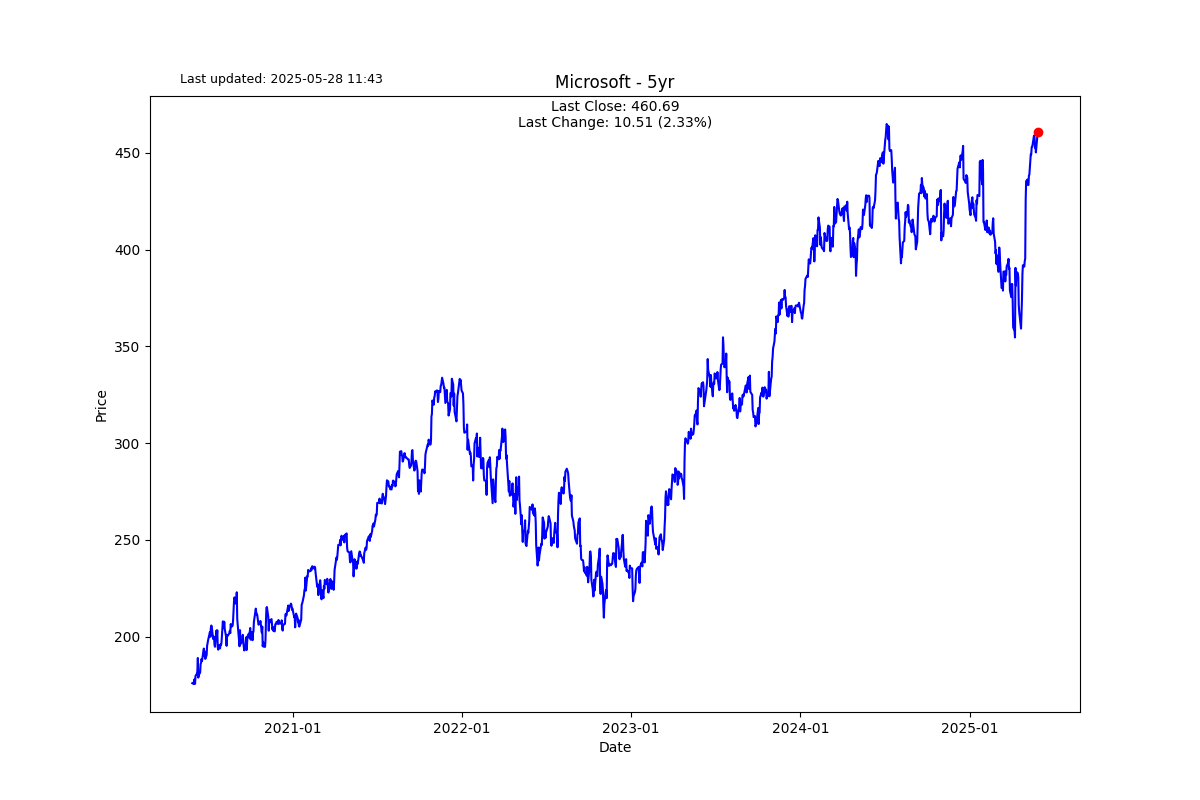 Last updated: 2025-05-28 11:43
Microsoft - 5yr
Last Close: 460.69
Last Change: 10.51 (2.33%)
450
400
350
300
250
200
Price
2021-01
2022-01
2023-01
2024-01
2025-01
Date